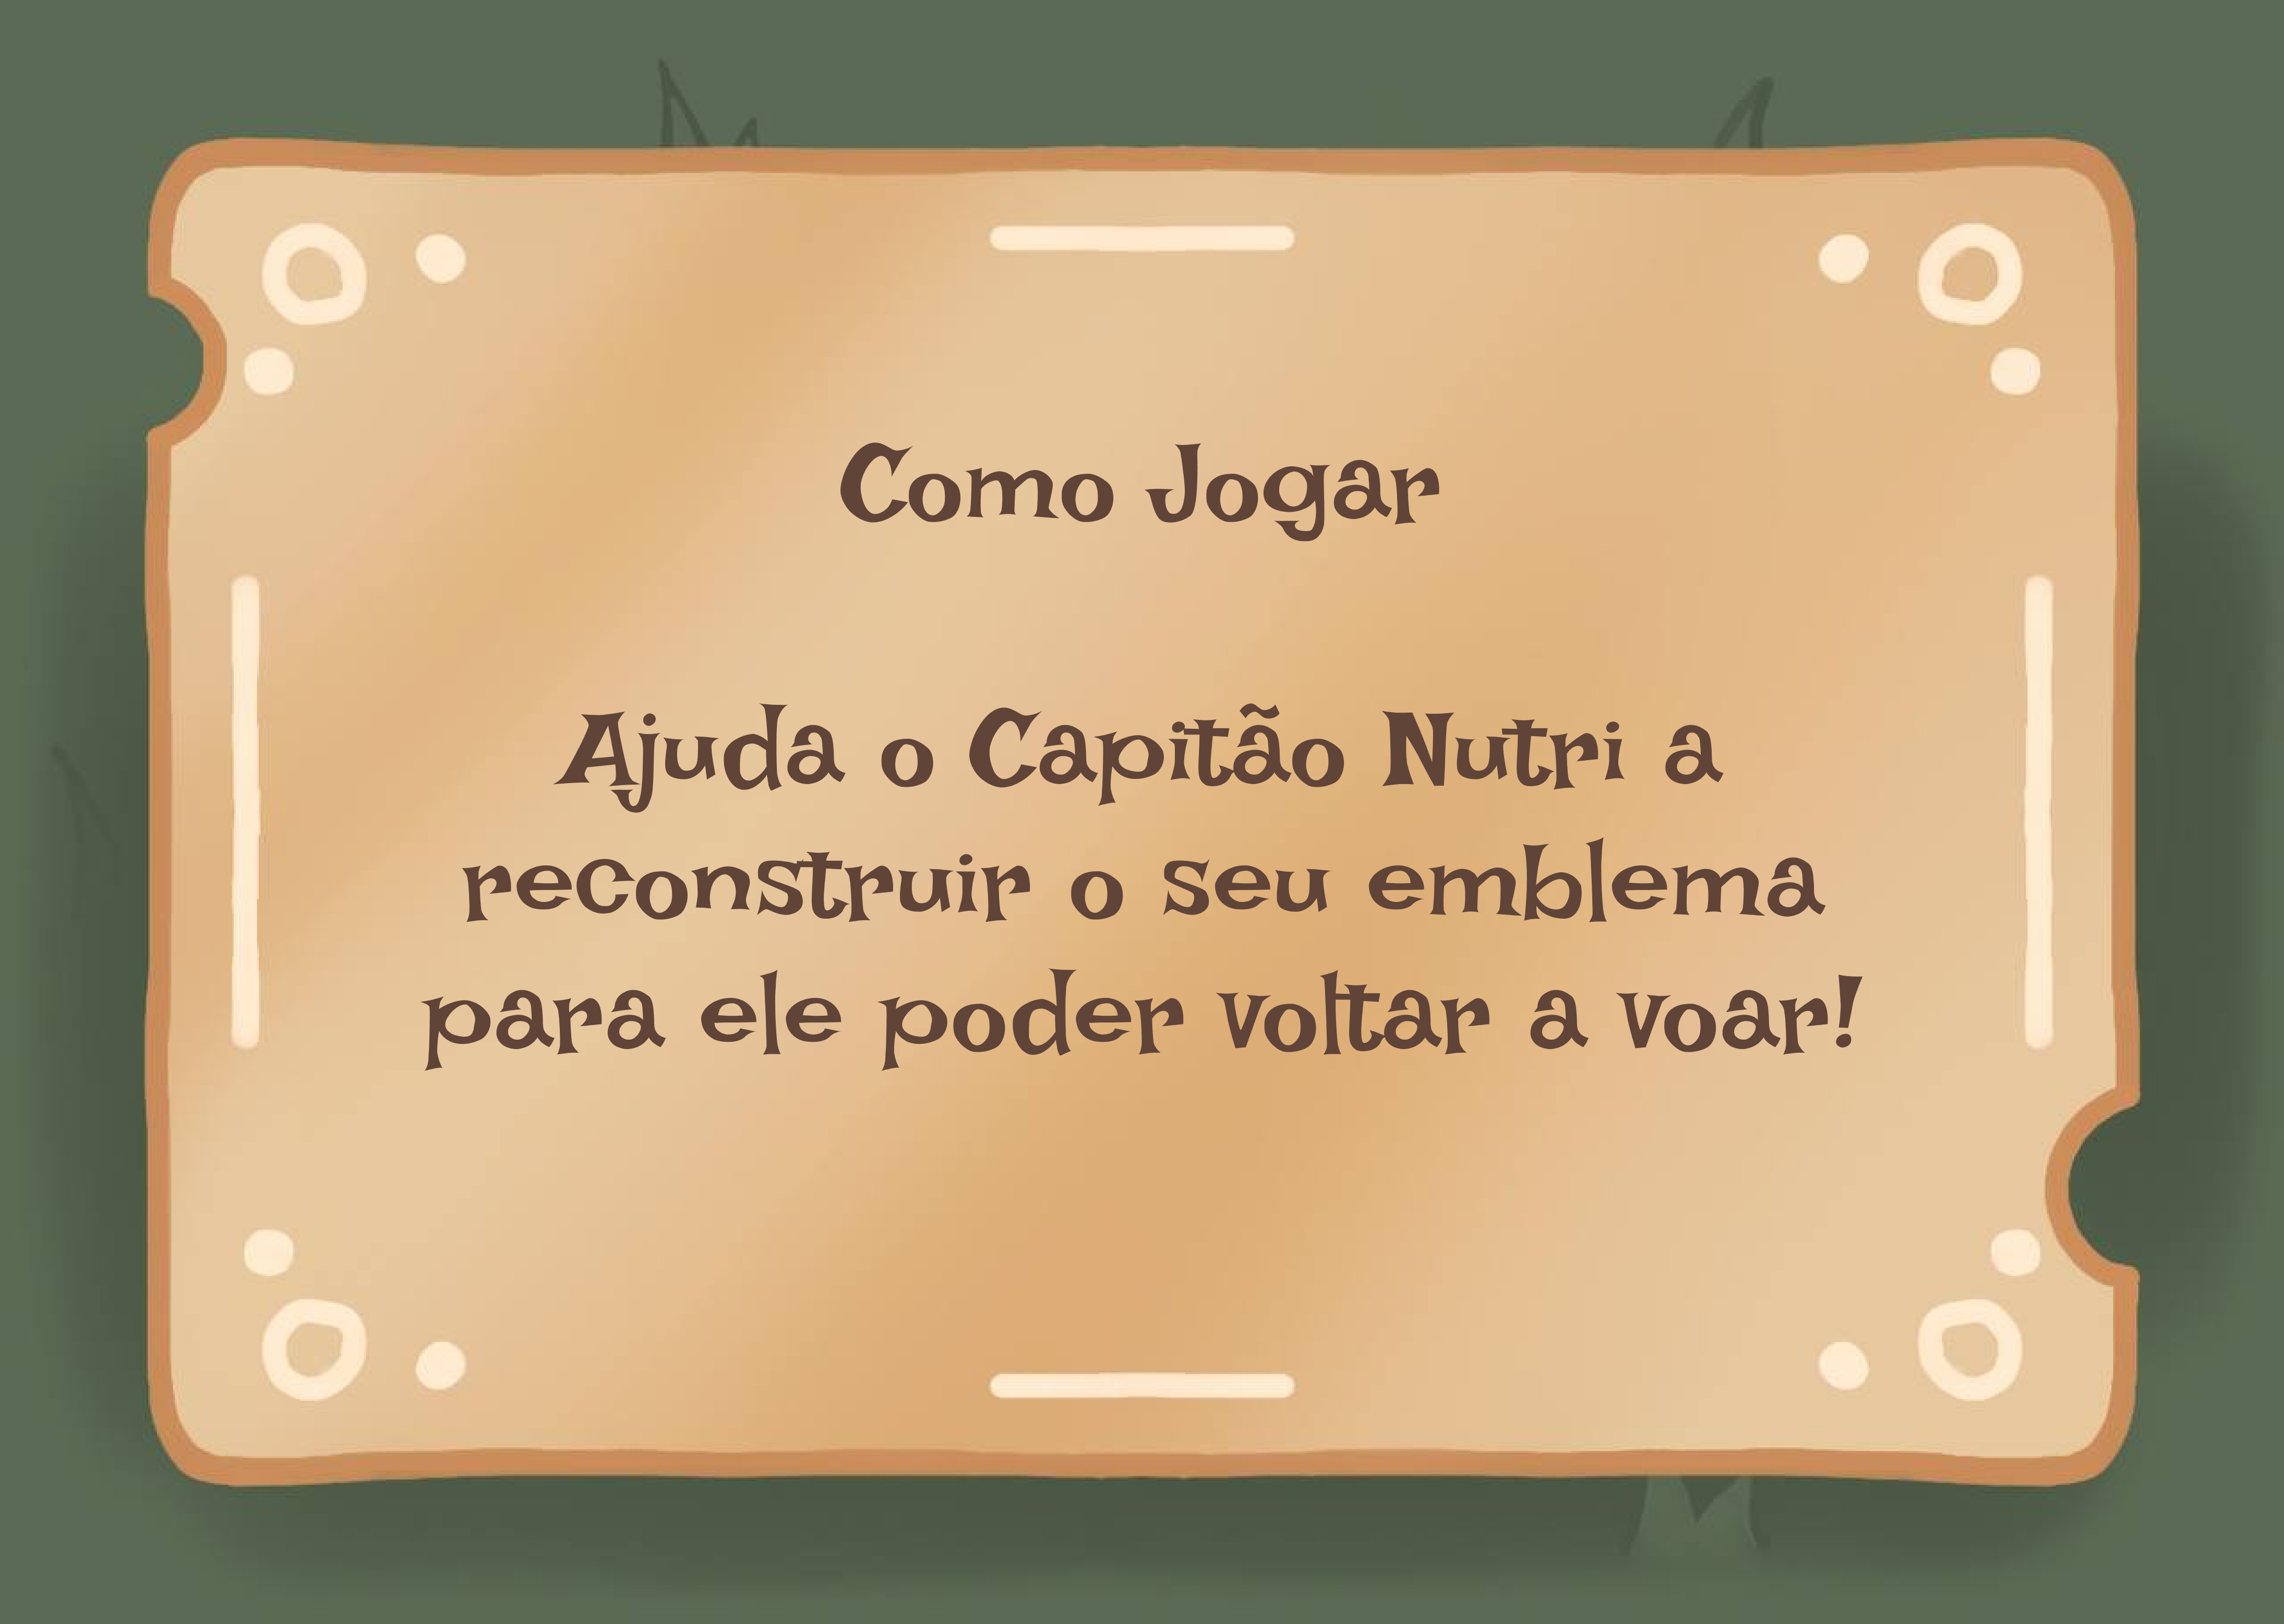 Como Jogar
Ajuda o Capitão Nutri a
reconstruir o seu emblema
para ele poder voltar a voar!